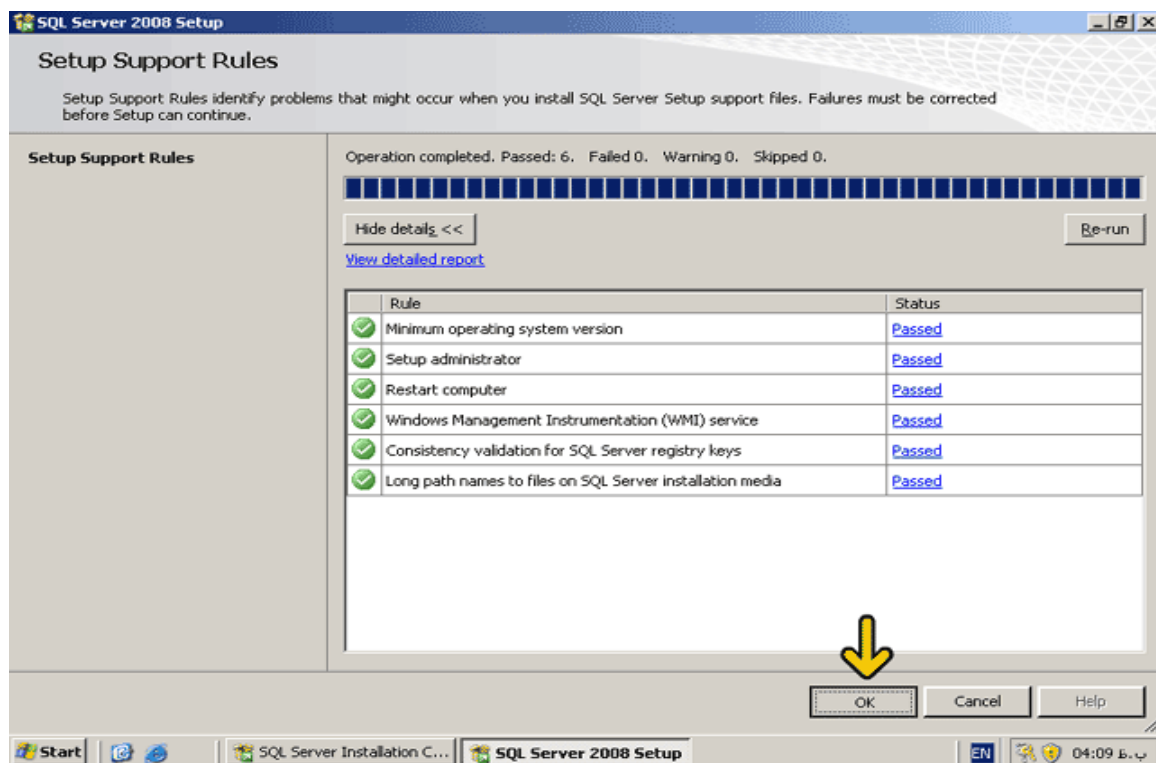 SQL Server 2008 Setup
Setup Support Rules
Setup Support Rules identify problems that might occur when you install SQL Server Setup support files. Failures must be corrected
before Setup can continue.
Setup Support Rules
Operation completed. Passed: 6. Failed 0. Warning 0. Skipped 0.
Hide details <<
Re-run
View detailed report
Rule Status
Minimum operating system version Passed
Setup administrator Passed
Restart computer Passed
Windows Management Instrumentation (WMI) service Passed
Consistency validation for SQL Server registry keys Passed
Long path names to files on SQL Server installation media Passed
OK Cancel Help
Start SQL Server Installation C... SQL Server 2008 Setup EN 04:09 ب.ظ